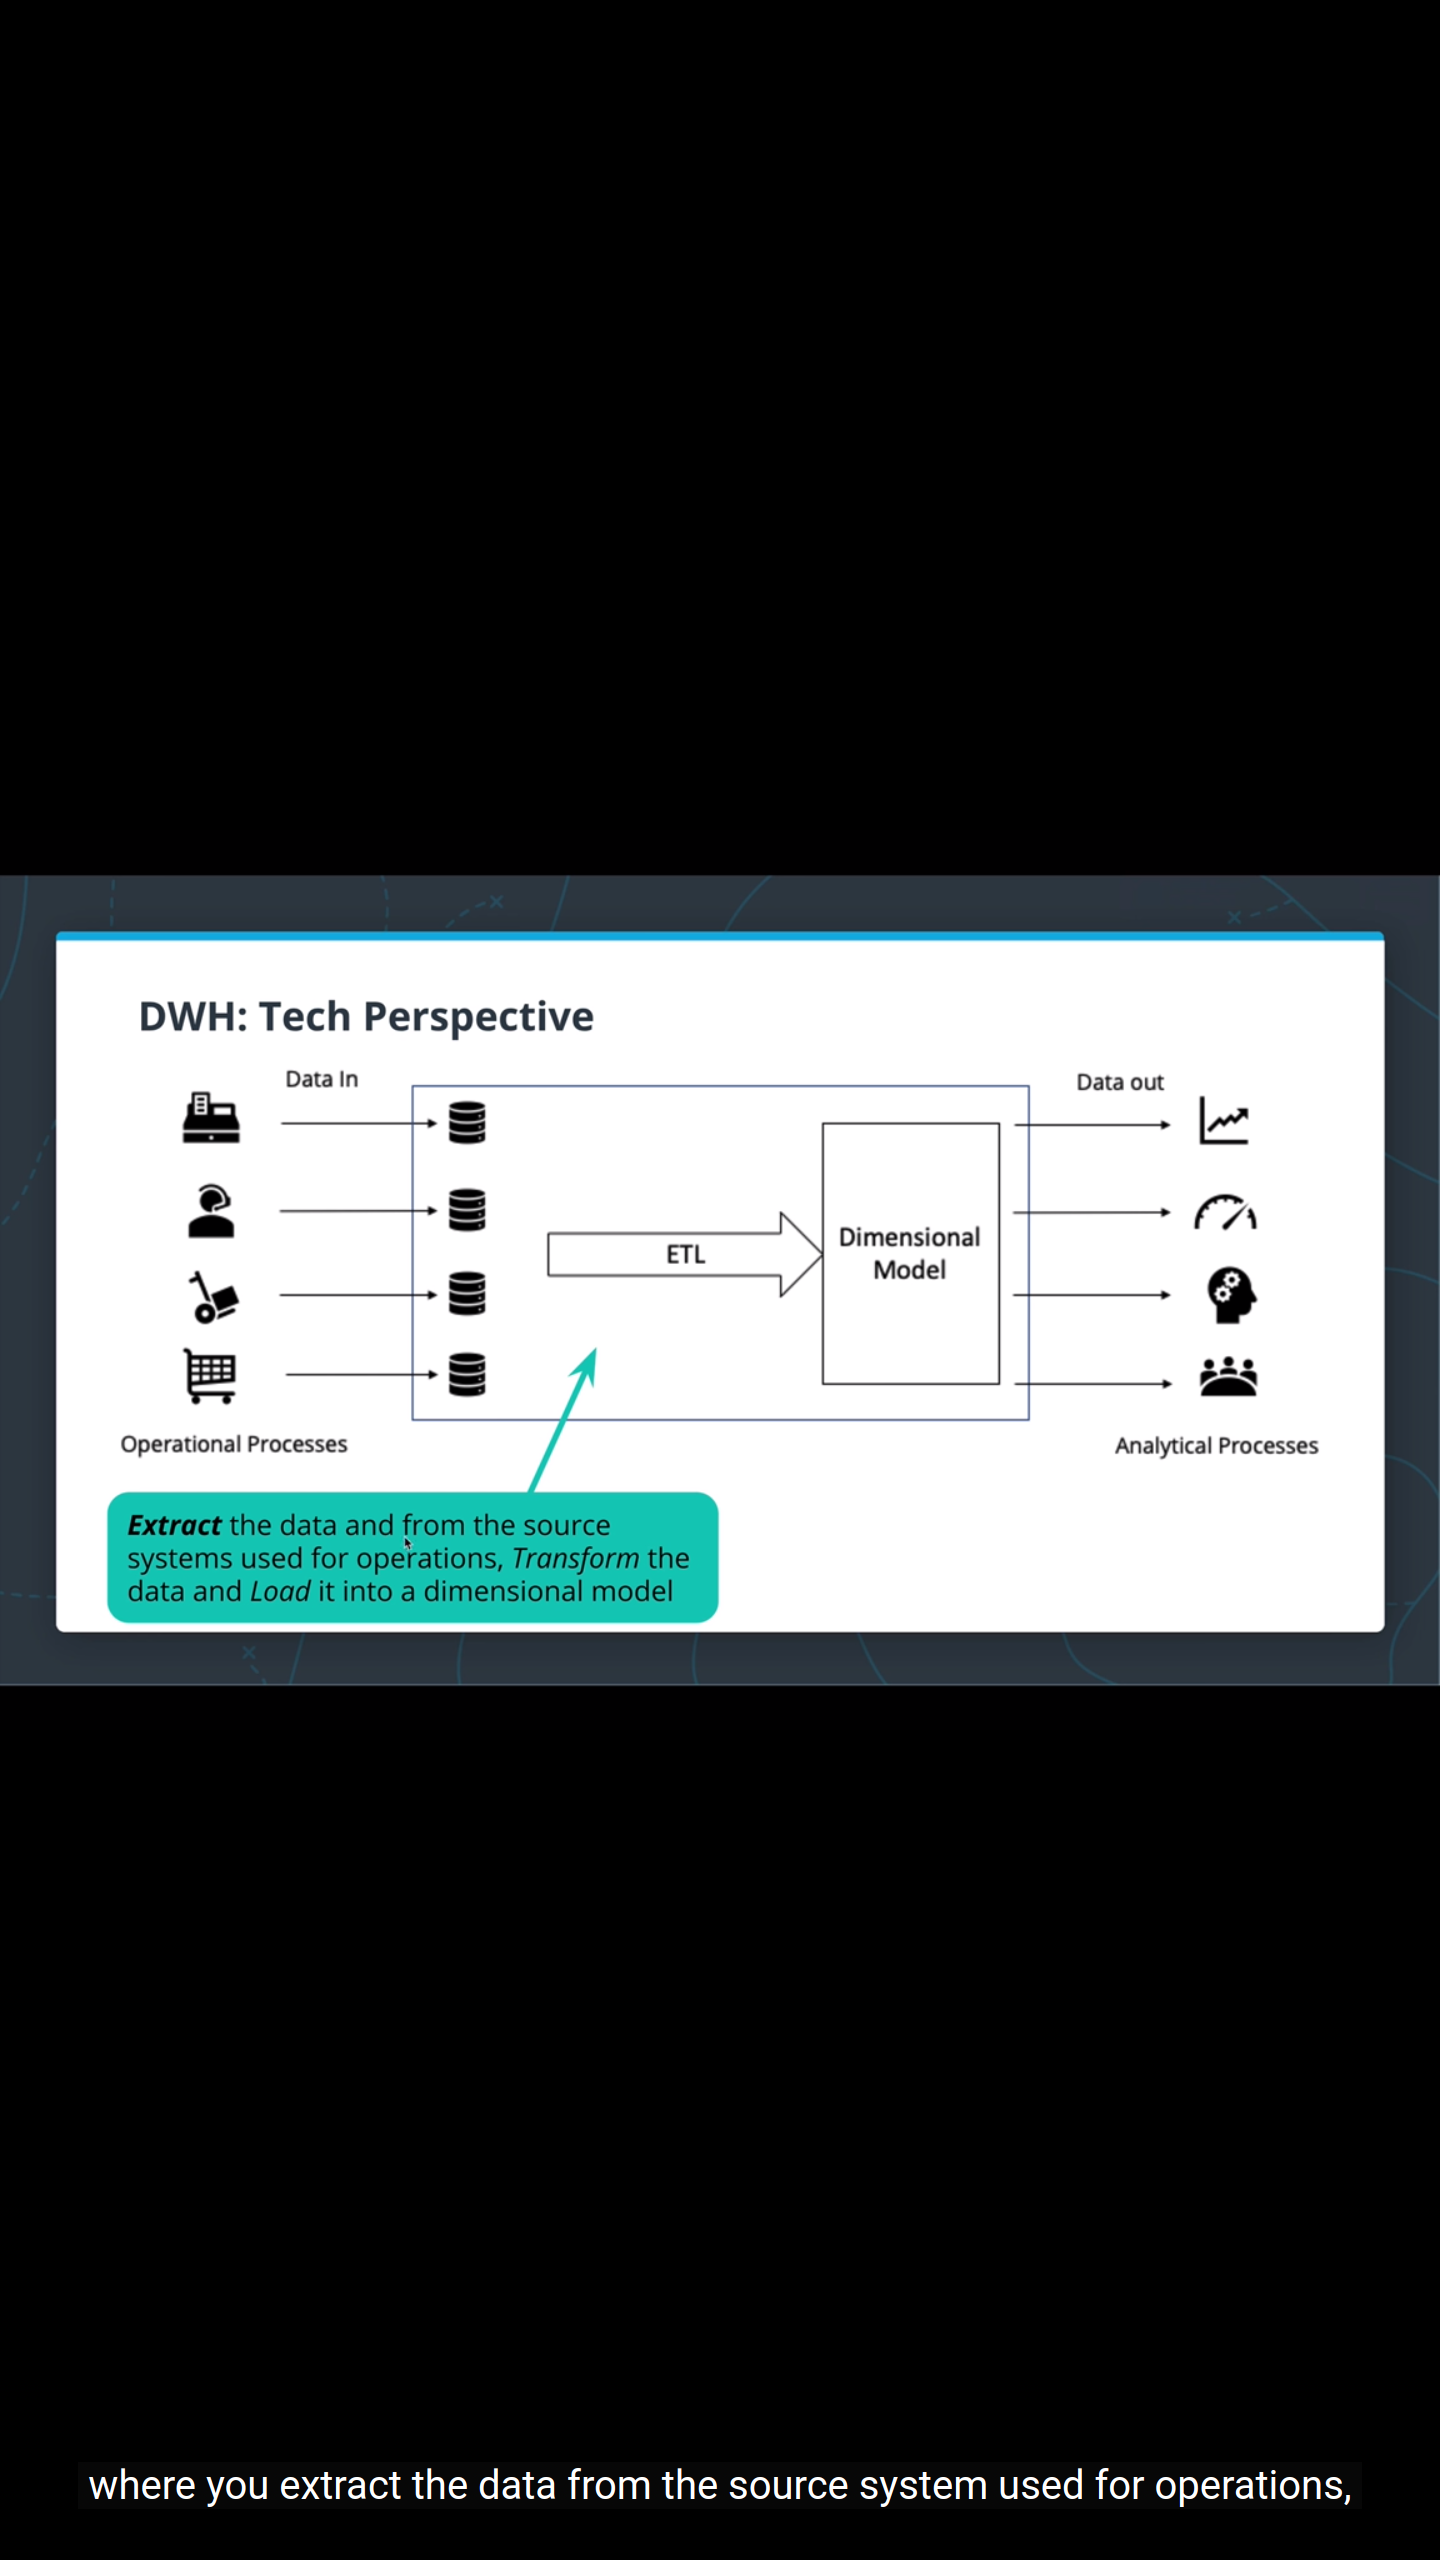 DWH: Tech Perspective
Data In
Data out
ETL
Dimensional
Model
Operational Processes
Analytical Processes
Extract the data and from the source
systems used for operations, Transform the
data and Load it into a dimensional model
where you extract the data from the source system used for operations,